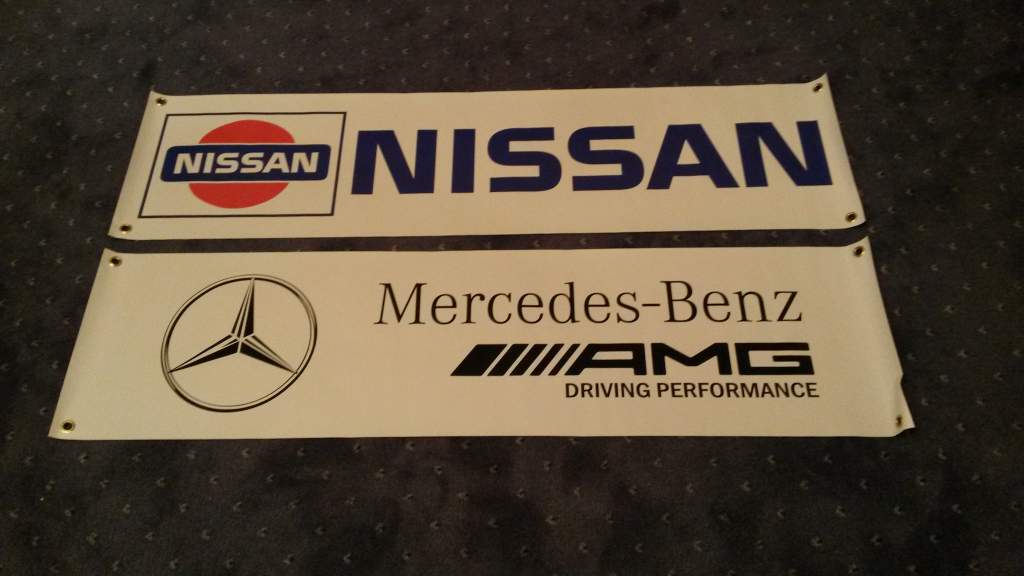 NISSAN NISSAN
Mercedes-Benz
AMG
DRIVING PERFORMANCE